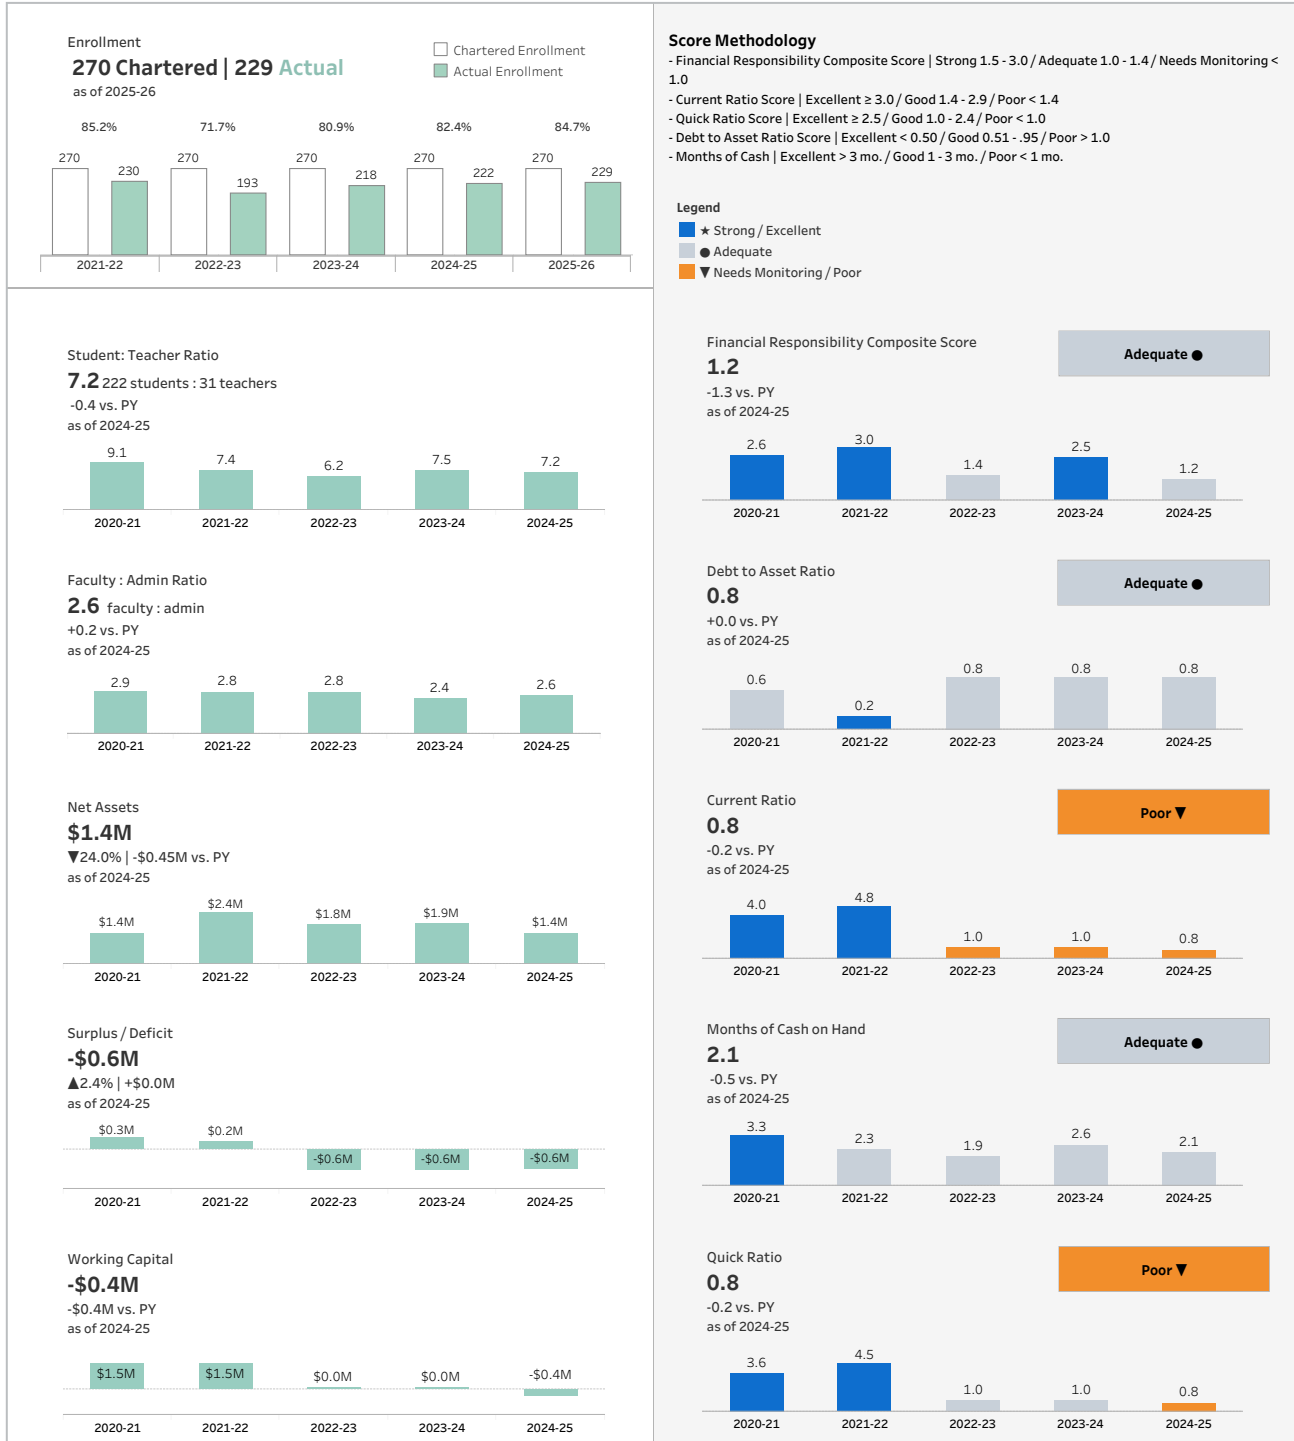 Enrollment
270 Chartered | 229 Actual
as of 2025-26
Chartered Enrollment
Actual Enrollment
85.2% 71.7% 80.9% 82.4% 84.7%
270 230 270 193 270 218 270 222 270 229
2021-22 2022-23 2023-24 2024-25 2025-26
Student: Teacher Ratio
7.2 222 students : 31 teachers
-0.4 vs. PY
as of 2024-25
9.1 7.4 6.2 7.5 7.2
2020-21 2021-22 2022-23 2023-24 2024-25
Faculty : Admin Ratio
2.6 faculty : admin
+0.2 vs. PY
as of 2024-25
2.9 2.8 2.8 2.4 2.6
2020-21 2021-22 2022-23 2023-24 2024-25
Net Assets
$1.4M
▼24.0% | -$0.45M vs. PY
as of 2024-25
$1.4M $2.4M $1.8M $1.9M $1.4M
2020-21 2021-22 2022-23 2023-24 2024-25
Surplus / Deficit
-$0.6M
▲2.4% | +$0.0M
as of 2024-25
$0.3M $0.2M -$0.6M -$0.6M -$0.6M
2020-21 2021-22 2022-23 2023-24 2024-25
Working Capital
-$0.4M
-$0.4M vs. PY
as of 2024-25
$1.5M $1.5M $0.0M $0.0M -$0.4M
2020-21 2021-22 2022-23 2023-24 2024-25
Score Methodology
- Financial Responsibility Composite Score | Strong 1.5 - 3.0 / Adequate 1.0 - 1.4 / Needs Monitoring <
1.0
- Current Ratio Score | Excellent ≥ 3.0 / Good 1.4 - 2.9 / Poor < 1.4
- Quick Ratio Score | Excellent ≥ 2.5 / Good 1.0 - 2.4 / Poor < 1.0
- Debt to Asset Ratio Score | Excellent < 0.50 / Good 0.51 - .95 / Poor > 1.0
- Months of Cash | Excellent > 3 mo. / Good 1 - 3 mo. / Poor < 1 mo.
Legend
★ Strong / Excellent
● Adequate
▼ Needs Monitoring / Poor
Financial Responsibility Composite Score
Adequate ●
1.2
-1.3 vs. PY
as of 2024-25
2.6 3.0 1.4 2.5 1.2
2020-21 2021-22 2022-23 2023-24 2024-25
Debt to Asset Ratio
Adequate ●
0.8
+0.0 vs. PY
as of 2024-25
0.6 0.2 0.8 0.8 0.8
2020-21 2021-22 2022-23 2023-24 2024-25
Current Ratio
Poor ▼
0.8
-0.2 vs. PY
as of 2024-25
4.0 4.8 1.0 1.0 0.8
2020-21 2021-22 2022-23 2023-24 2024-25
Months of Cash on Hand
Adequate ●
2.1
-0.5 vs. PY
as of 2024-25
3.3 2.3 1.9 2.6 2.1
2020-21 2021-22 2022-23 2023-24 2024-25
Quick Ratio
Poor ▼
0.8
-0.2 vs. PY
as of 2024-25
3.6 4.5 1.0 1.0 0.8
2020-21 2021-22 2022-23 2023-24 2024-25